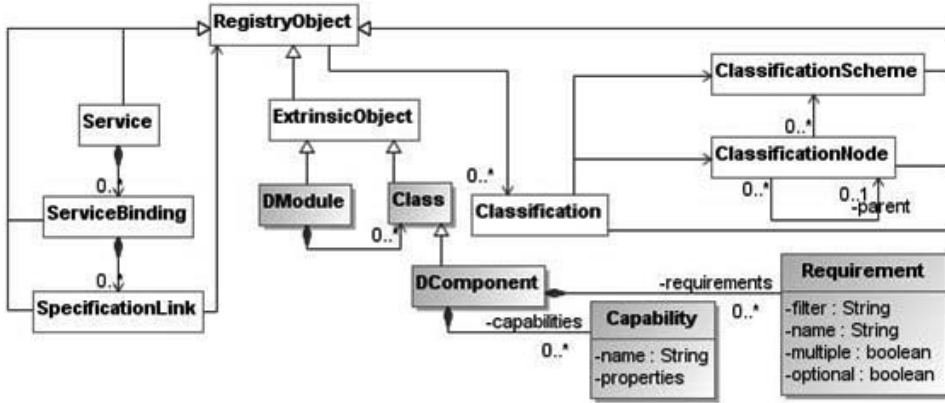 RegistryObject
ClassificationScheme
Service
ExtrinsicObject
0..*
ClassificationNode
0..*
0..*
0..*
0..1
-parent
DModule
Class
Classification
ServiceBinding
0..*
0..*
SpecificationLink
DComponent
-requirements
0..*
Requirement
-filter : String
-name : String
-multiple : boolean
-optional : boolean
-capabilities
0..*
Capability
-name : String
-properties